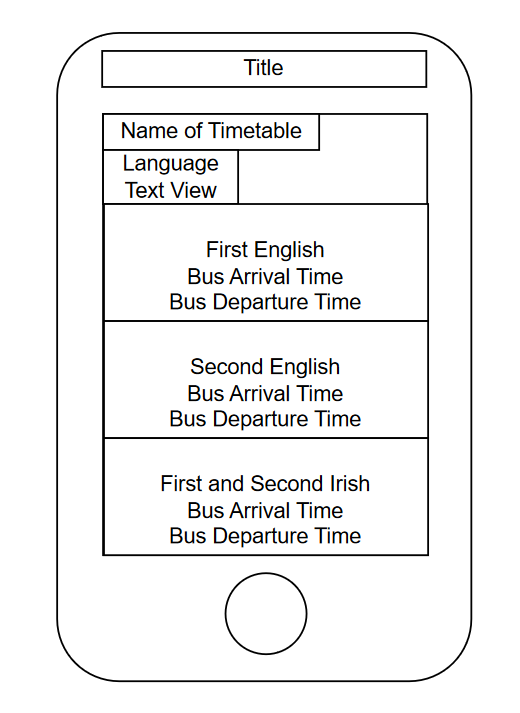 Title
Name of Timetable
Language
Text View
First English
Bus Arrival Time
Bus Departure Time
Second English
Bus Arrival Time
Bus Departure Time
First and Second Irish
Bus Arrival Time
Bus Departure Time